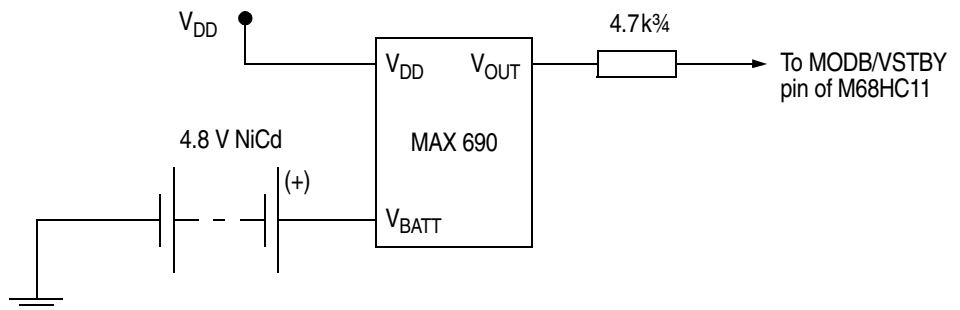 V_DD
4.7k¾
V_DD V_OUT
To MODB/VSTBY
pin of M68HC11
4.8 V NiCd
MAX 690
(+)
V_BATT